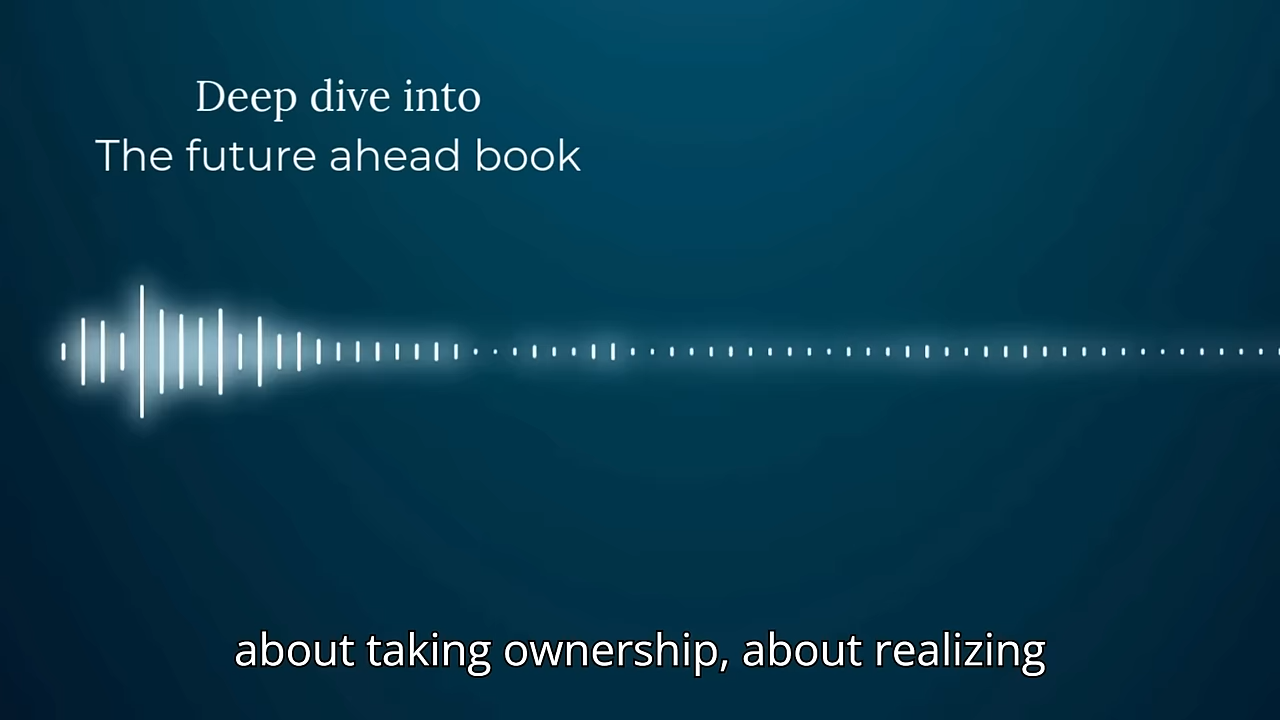 Deep dive into
The future ahead book
about taking ownership, about realizing